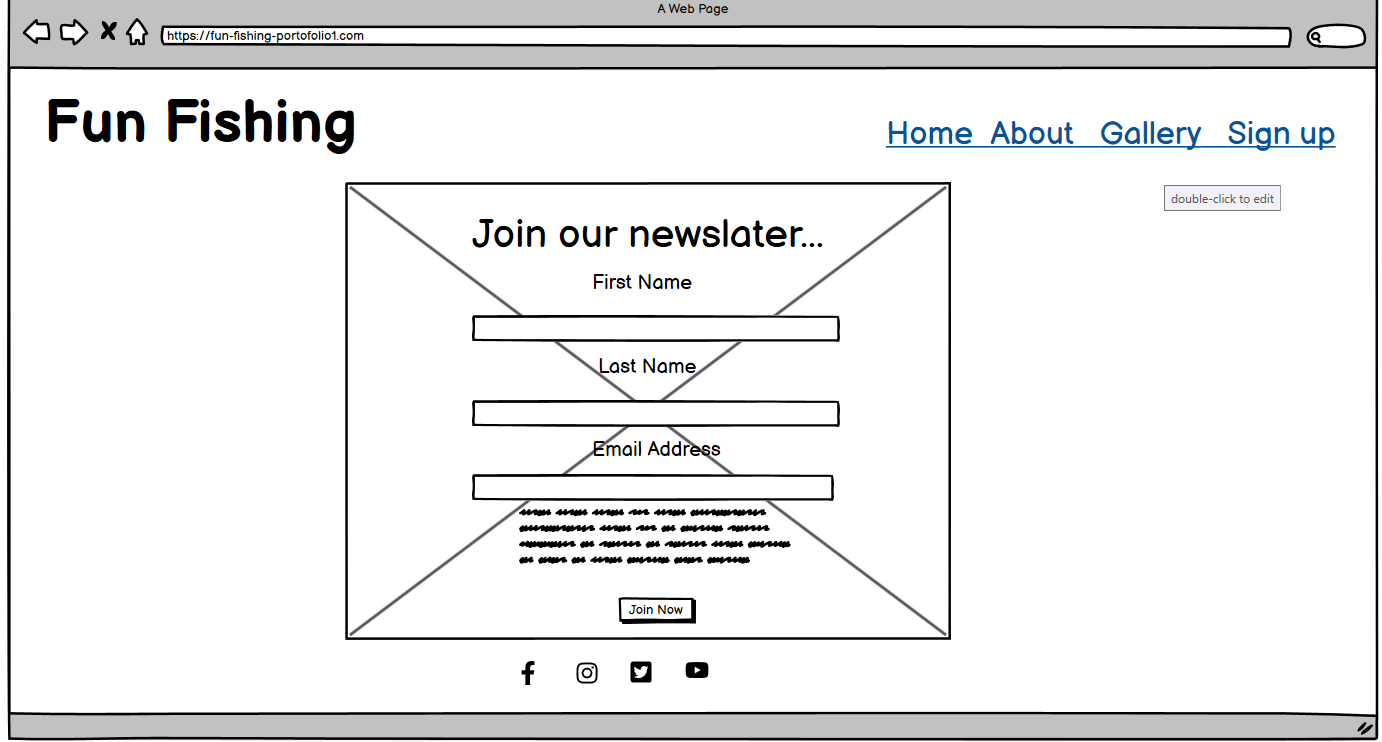 A Web Page
https://fun-fishing-portofolio1.com
Fun Fishing
Home About Gallery Sign up
double-click to edit
Join our newslater...
First Name
Last Name
Email Address
Join Now